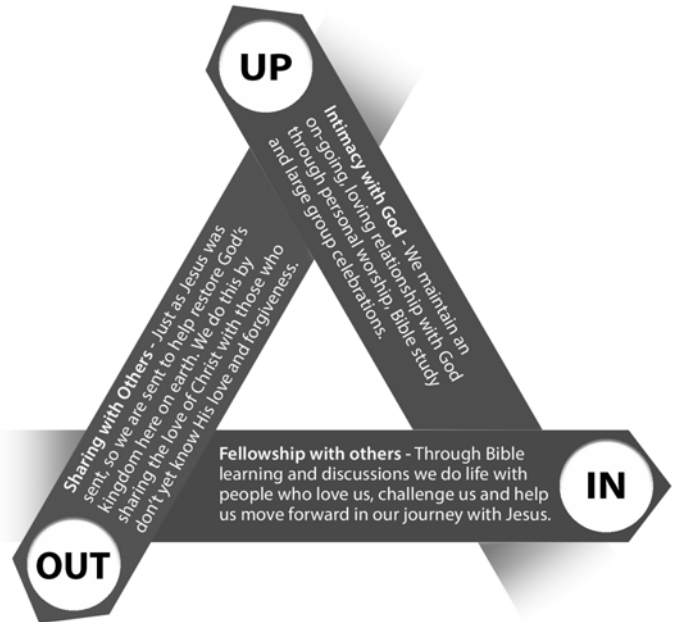 UP
Intimacy with God - We maintain an
on-going, loving relationship with God
through personal worship, Bible study
and large group celebrations.
Sharing with Others - Just as Jesus was
sent, so we are sent to help restore God's
kingdom here on earth. We do this by
sharing the love of Christ with those who
don't yet know His love and forgiveness.
Fellowship with others - Through Bible
learning and discussions we do life with
people who love us, challenge us and help
us move forward in our journey with Jesus.
IN
OUT